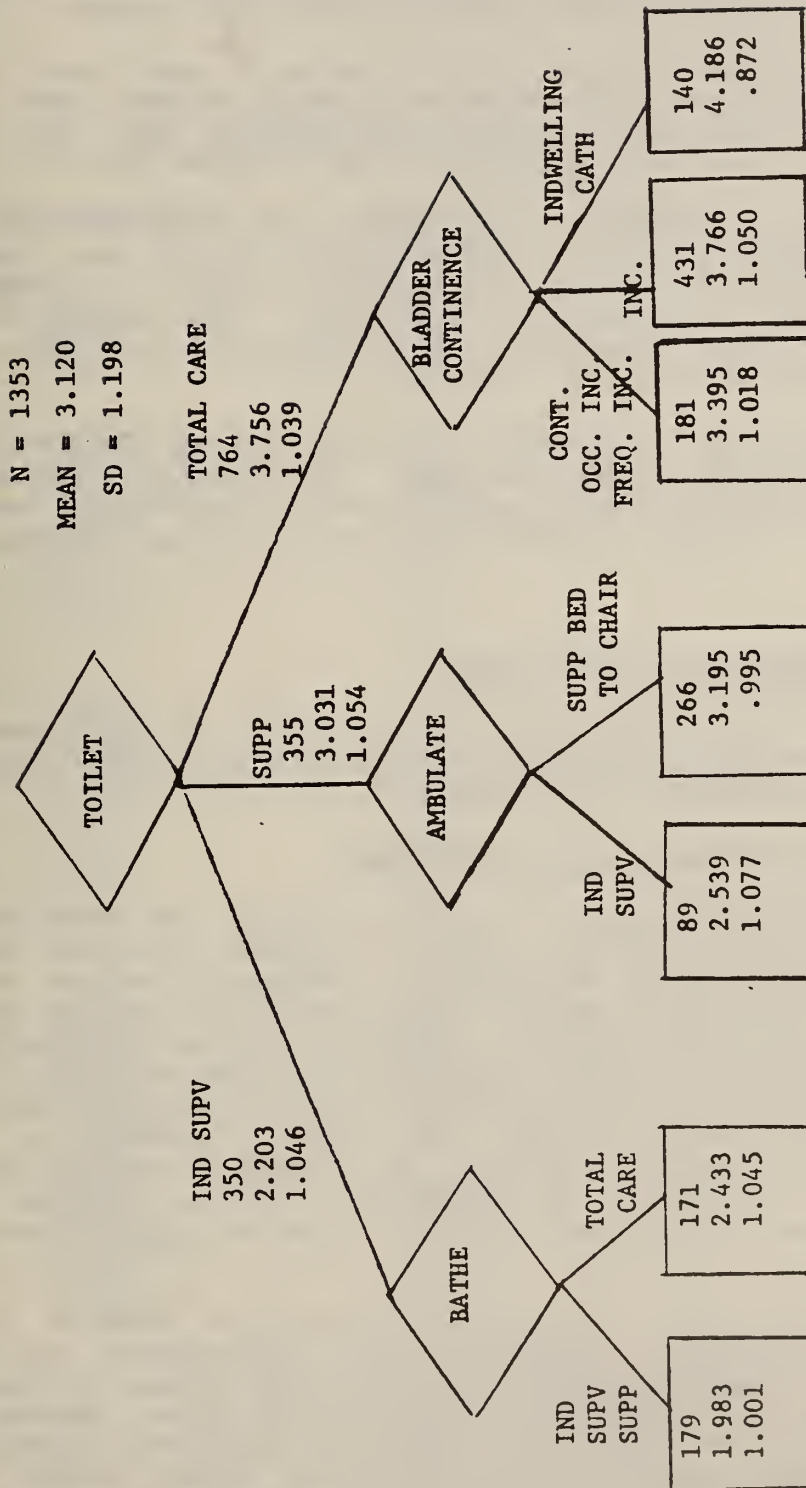 N = 1353
MEAN = 3.120
SD = 1.198
TOILET
IND SUPV
350
2.203
1.046
SUPP
355
3.031
1.054
TOTAL CARE
764
3.756
1.039
BATHE
AMBULATE
BLADDER
CONTINENCE
IND
SUPV
SUPP
TOTAL
CARE
IND
SUPV
SUPP BED
TO CHAIR
CONT.
OCC. INC.
FREQ. INC.
INC.
INDWELLING
CATH
179
1.983
1.001
171
2.433
1.045
89
2.539
1.077
266
3.195
.995
181
3.395
1.018
431
3.766
1.050
140
4.186
.872